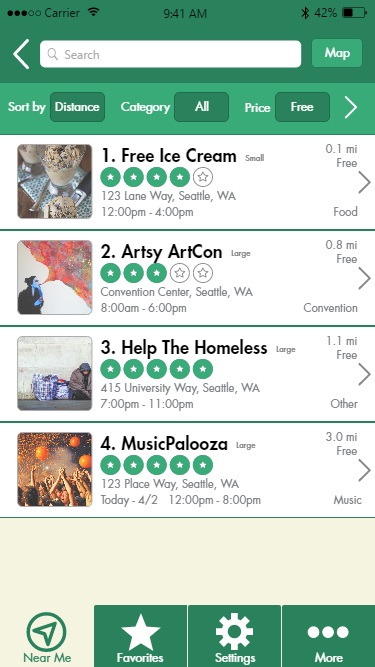 Carrier 9:41 AM 42%
Search Map
Sort by Distance Category All Price Free
1. Free Ice Cream Small 0.1 mi
Free
123 Lane Way, Seattle, WA
12:00pm - 4:00pm Food
2. Artsy ArtCon Large 0.8 mi
Free
Convention Center, Seattle, WA
8:00am - 6:00pm Convention
3. Help The Homeless Large 1.1 mi
Free
415 University Way, Seattle, WA
7:00pm - 11:00pm Other
4. MusicPalooza Large 3.0 mi
Free
123 Place Way, Seattle, WA
Today - 4/2 12:00pm - 8:00pm Music
Near Me Favorites Settings More